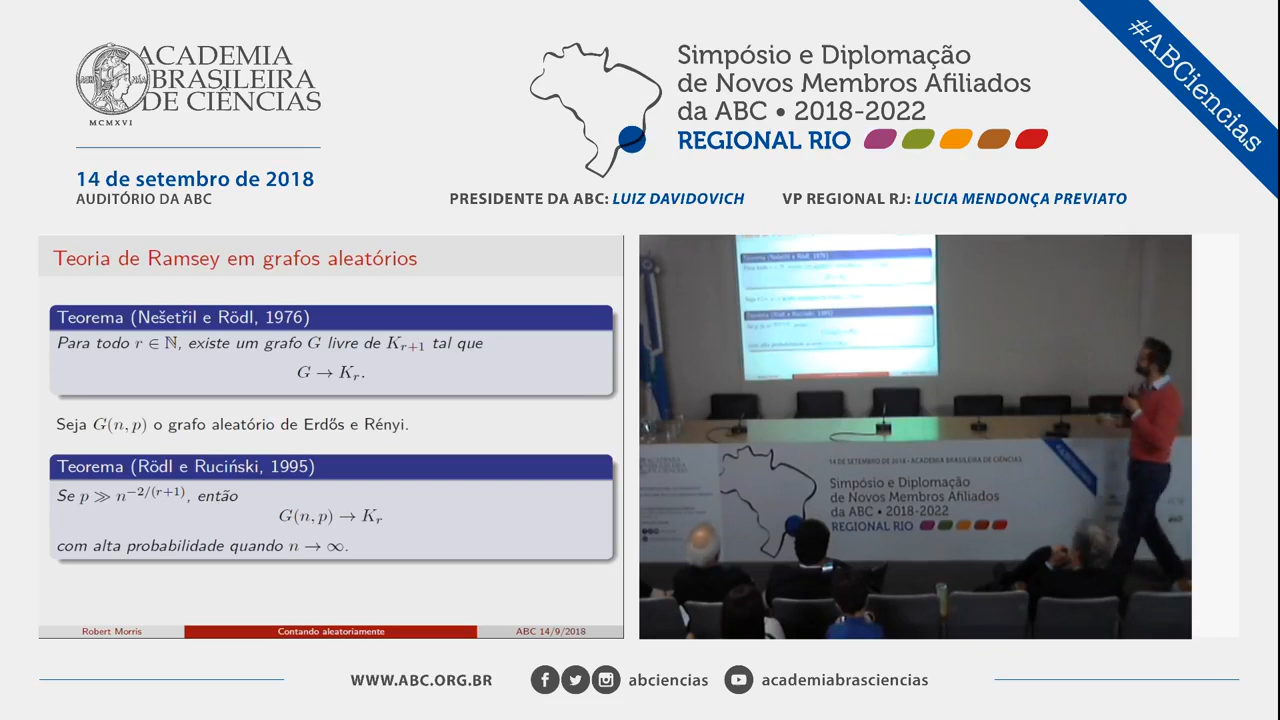 ACADEMIA
BRASILEIRA
DE CIÊNCIAS
MCMXVI
14 de setembro de 2018
AUDITÓRIO DA ABC
Simpósio e Diplomação
de Novos Membros Afiliados
da ABC • 2018-2022
REGIONAL RIO
#ABCiencias
PRESIDENTE DA ABC: LUIZ DAVIDOVICH VP REGIONAL RJ: LUCIA MENDONÇA PREVIATO
Teoria de Ramsey em grafos aleatórios
Teorema (Nešetřil e Rödl, 1976)
Para todo r ∈ ℕ, existe um grafo G livre de K_{r+1} tal que
G → K_r.
Seja G(n, p) o grafo aleatório de Erdős e Rényi.
Teorema (Rödl e Ruciński, 1995)
Se p ≫ n^{-2/(r+1)}, então
G(n, p) → K_r
com alta probabilidade quando n → ∞.
Robert Morris Contando aleatoriamente ABC 14/9/2018
Teorema (Nešetřil e Rödl, 1976)
14 DE SETEMBRO DE 2018 • ACADEMIA BRASILEIRA DE CIÊNCIAS
Simpósio e Diplomação
de Novos Membros Afiliados
da ABC • 2018-2022
REGIONAL RIO
WWW.ABC.ORG.BR abciencias academiabrasciencias